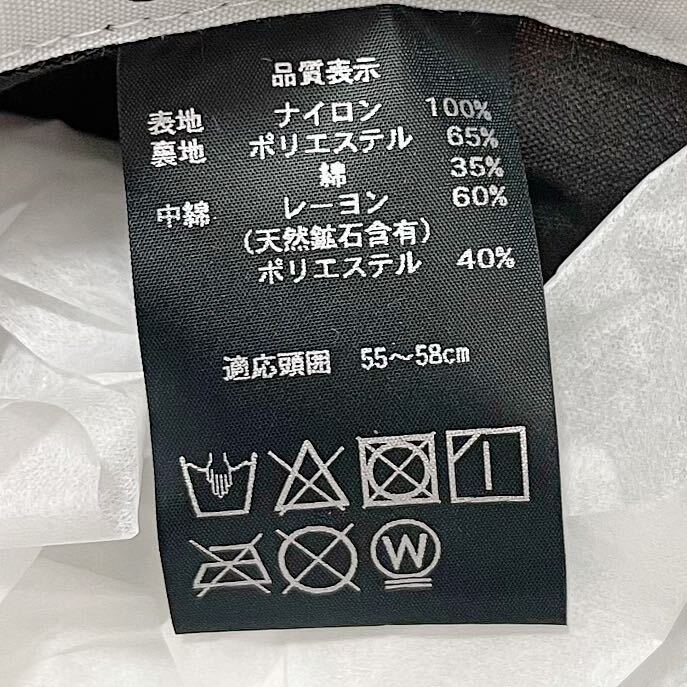 品質表示
表地 ナイロン 100%
裏地 ポリエステル 65%
綿 35%
中綿 レーヨン 60%
(天然鉱石含有)
ポリエステル 40%
適応頭囲 55~58cm
W